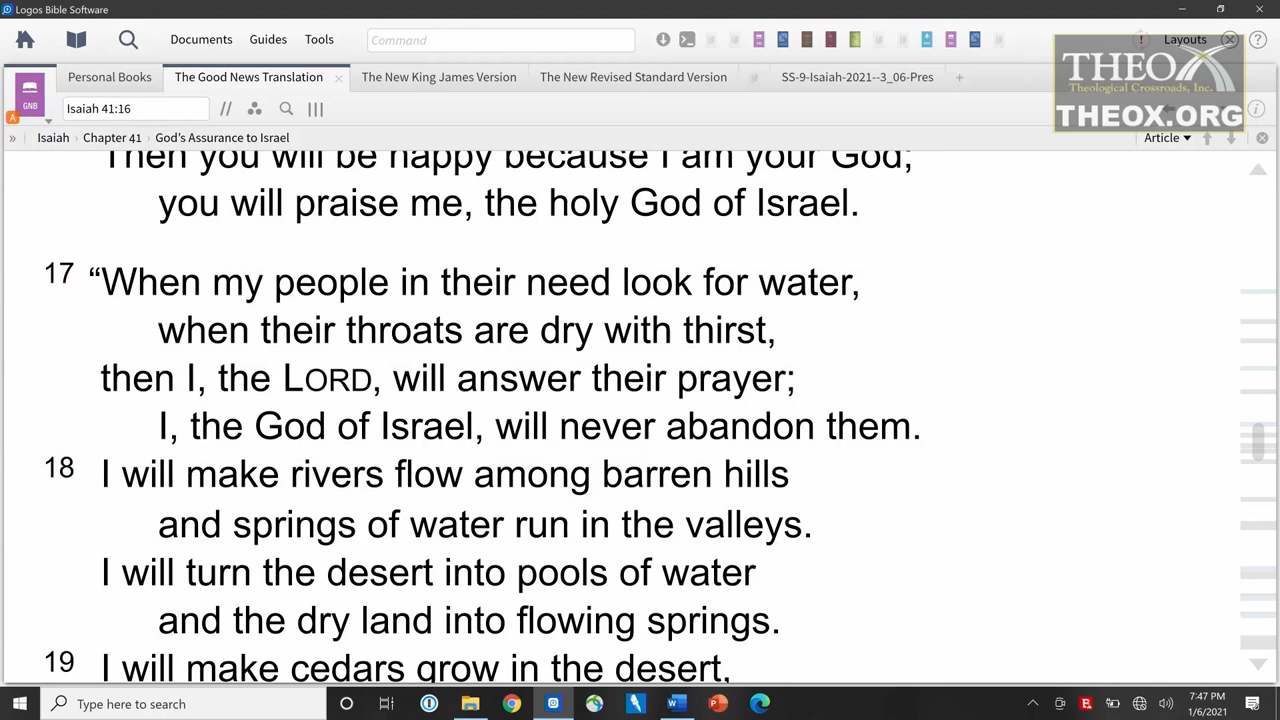 Logos Bible Software
Documents Guides Tools Command Layouts
THEOX
Theological Crossroads, Inc.
THEOX.ORG
Personal Books The Good News Translation The New King James Version The New Revised Standard Version SS-9-Isaiah-2021--3_06-Pres
GNB
A
Isaiah 41:16
Isaiah Chapter 41 God's Assurance to Israel Article
Then you will be happy because I am your God;
you will praise me, the holy God of Israel.
17 “When my people in their need look for water,
when their throats are dry with thirst,
then I, the LORD, will answer their prayer;
I, the God of Israel, will never abandon them.
18 I will make rivers flow among barren hills
and springs of water run in the valleys.
I will turn the desert into pools of water
and the dry land into flowing springs.
19 I will make cedars grow in the desert,
Type here to search
7:47 PM
1/6/2021